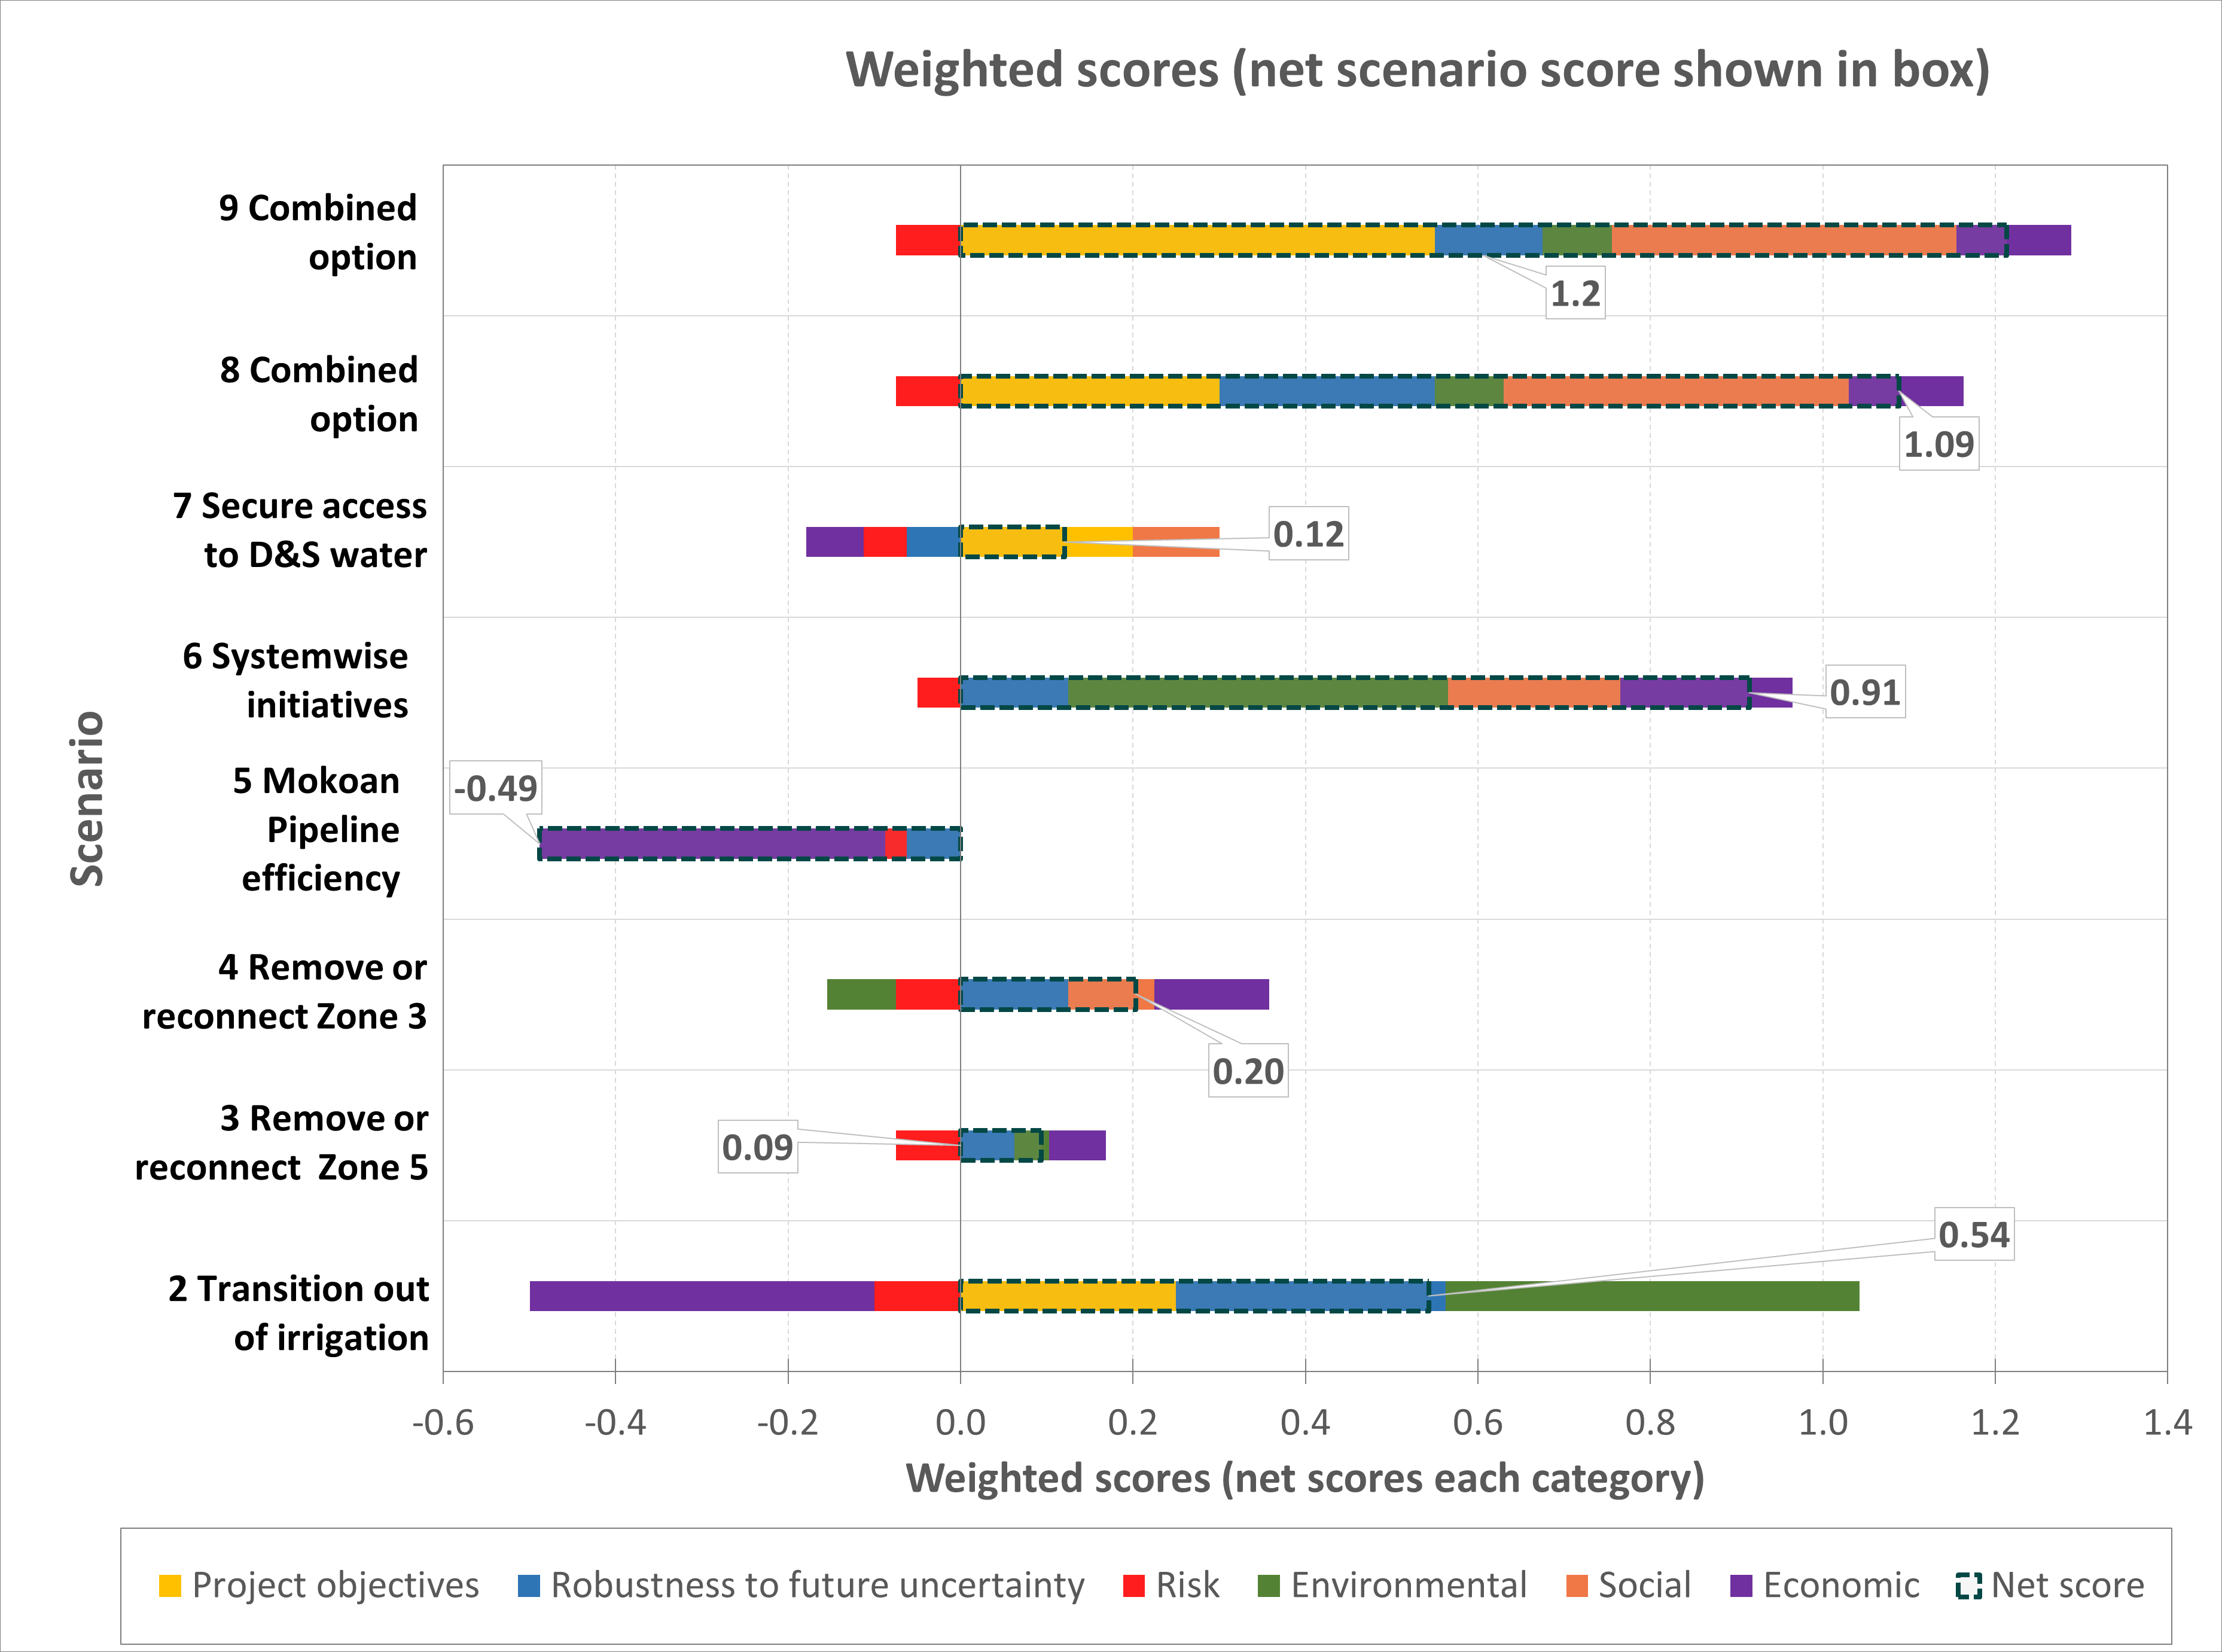 Weighted scores (net scenario score shown in box)
9 Combined
option
1.2
8 Combined
option
1.09
7 Secure access
to D&S water
0.12
6 Systemwise
initiatives
0.91
5 Mokoan
Pipeline
efficiency
-0.49
4 Remove or
reconnect Zone 3
0.20
3 Remove or
reconnect  Zone 5
0.09
2 Transition out
of irrigation
0.54
Scenario
-0.6 -0.4 -0.2 0.0 0.2 0.4 0.6 0.8 1.0 1.2 1.4
Weighted scores (net scores each category)
Project objectives Robustness to future uncertainty Risk Environmental Social Economic Net score